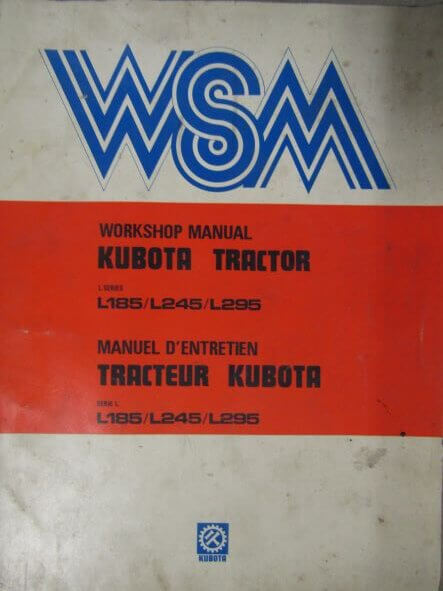 WSM
WORKSHOP MANUAL
KUBOTA TRACTOR
L SERIES
L185/L245/L295
MANUEL D'ENTRETIEN
TRACTEUR KUBOTA
SERIE L
L185/L245/L295
KUBOTA